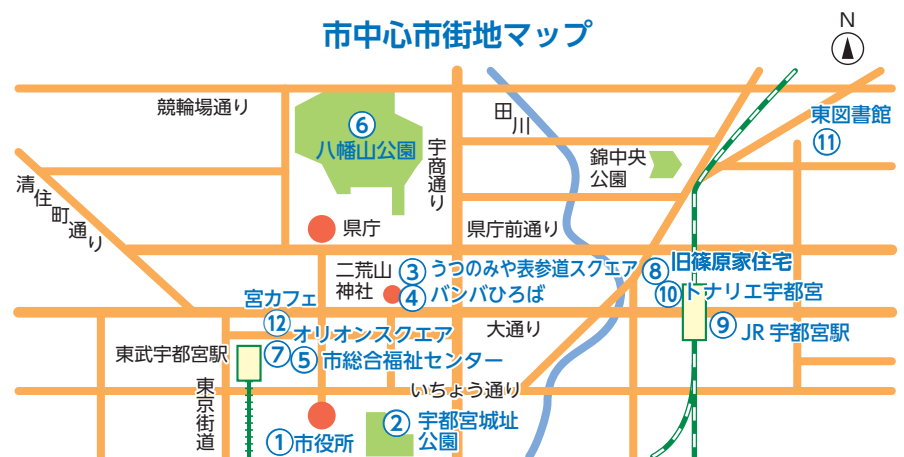 市中心市街地マップ
N
競輪場通り
田川
東図書館
⑪
⑥
八幡山公園
宇商通り
錦中央
公園
清住町通り
県庁
県庁前通り
二荒山
神社
③うつのみや表参道スクエア
④バンバひろば
⑧旧篠原家住宅
⑩トナリエ宇都宮
宮カフェ
⑫オリオンスクエア
大通り
⑨JR宇都宮駅
東武宇都宮駅
⑦⑤市総合福祉センター
いちょう通り
東京街道
①市役所
②宇都宮城址
公園